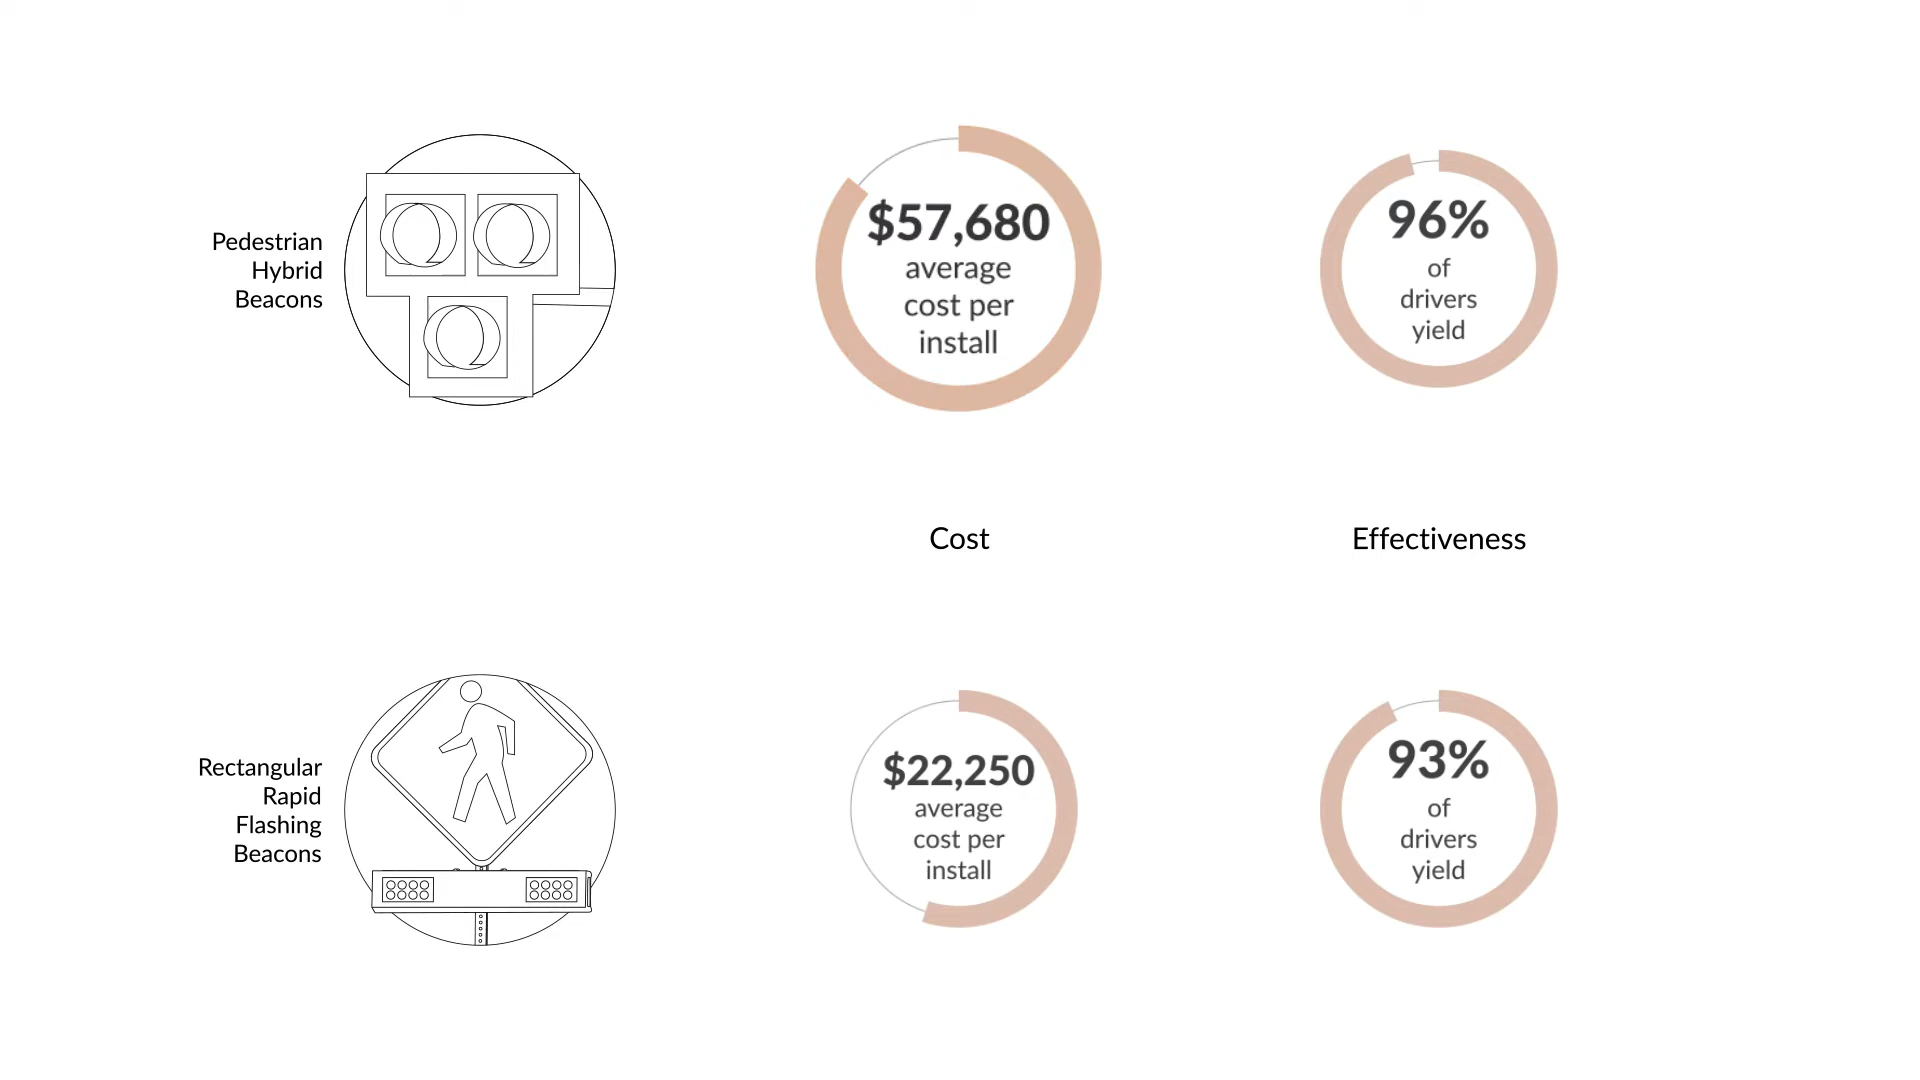 Pedestrian
Hybrid
Beacons
$57,680
average
cost per
install
96%
of
drivers
yield
Cost
Effectiveness
Rectangular
Rapid
Flashing
Beacons
$22,250
average
cost per
install
93%
of
drivers
yield